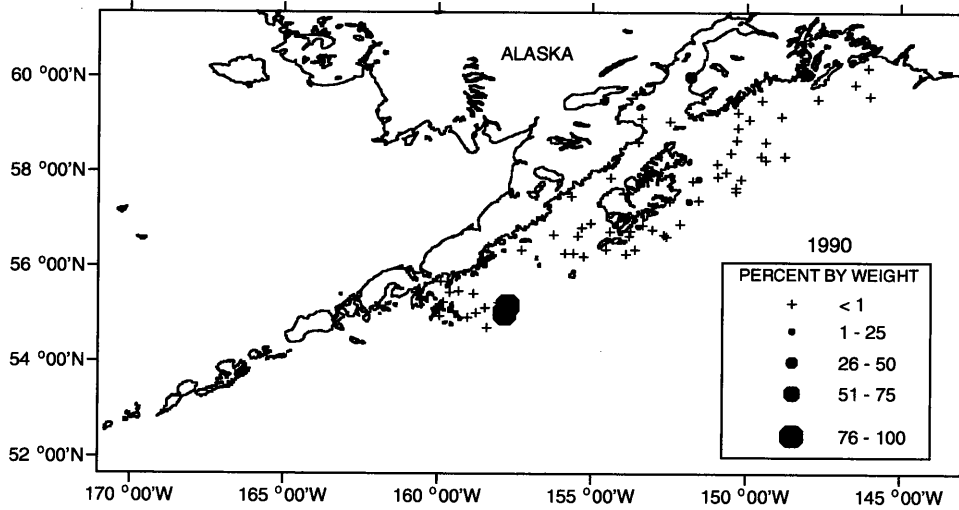 ALASKA
60 °00'N
58 °00'N
56 °00'N
54 °00'N
52 °00'N
1990
PERCENT BY WEIGHT
+ < 1
1 - 25
26 - 50
51 - 75
76 - 100
170 °00'W
165 °00'W
160 °00'W
155 °00'W
150 °00'W
145 °00'W